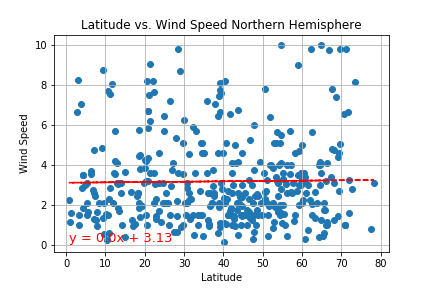 Latitude vs. Wind Speed Northern Hemisphere
Wind Speed
10
8
6
4
2
0
y = 0.0x + 3.13
0 10 20 30 40 50 60 70 80
Latitude